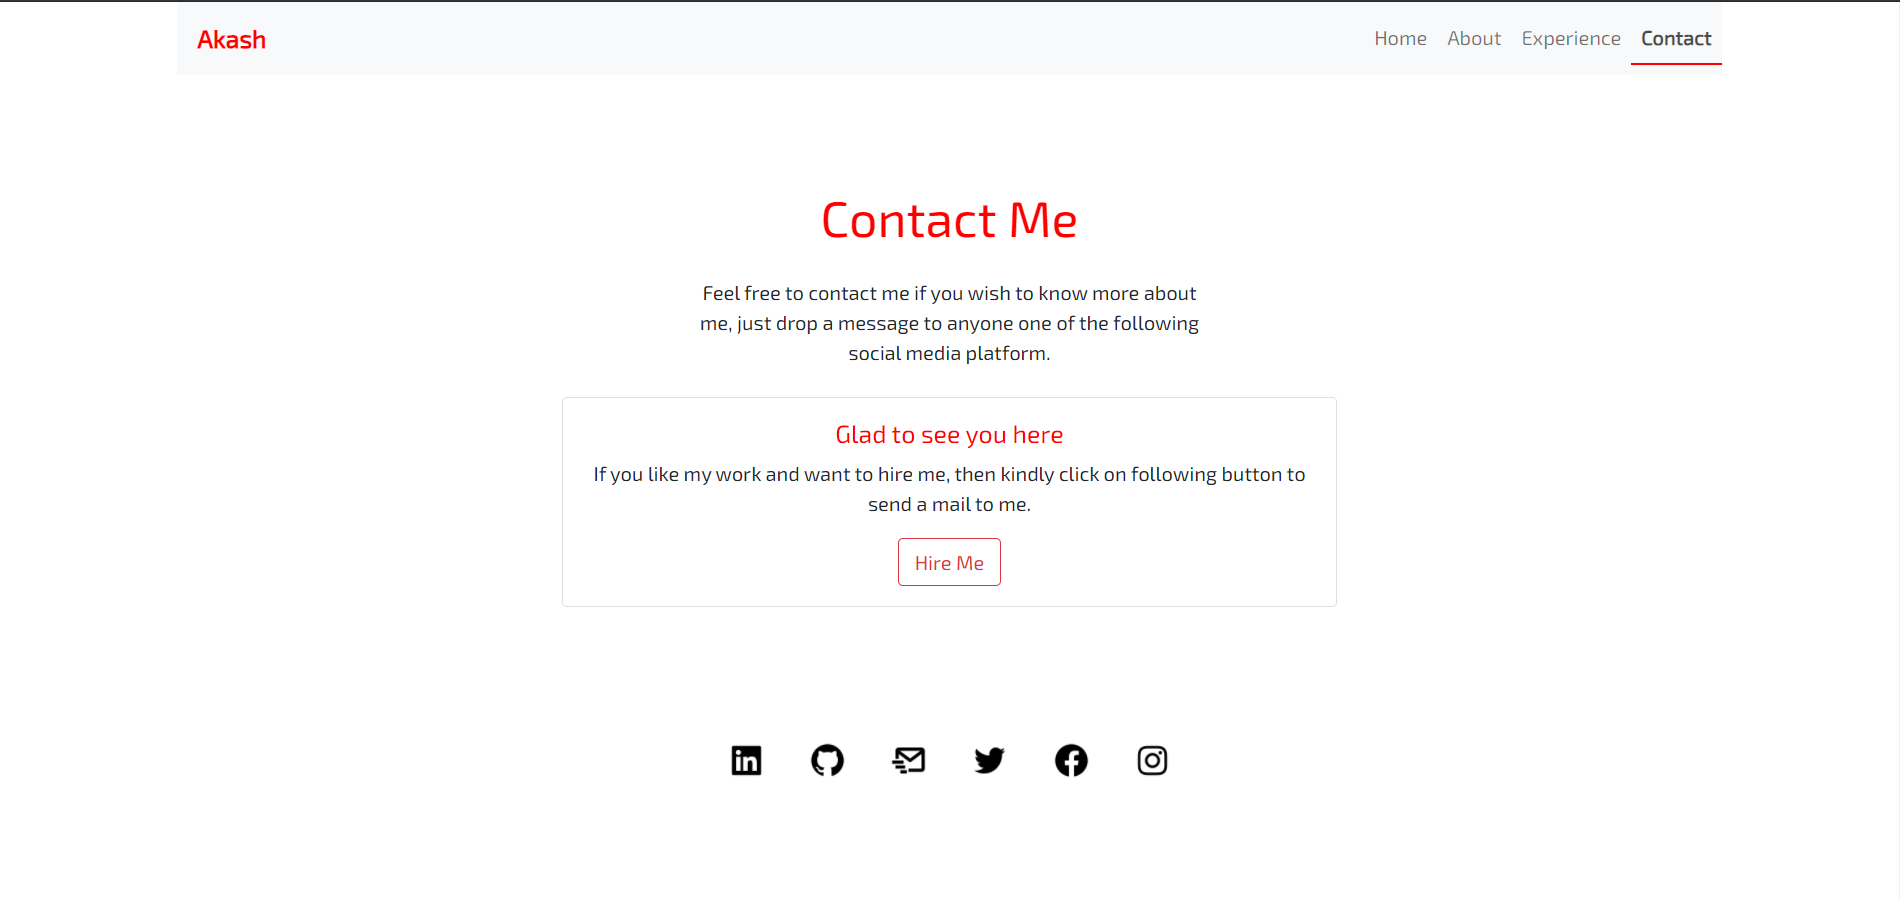 Akash
Home About Experience Contact
Contact Me
Feel free to contact me if you wish to know more about
me, just drop a message to anyone one of the following
social media platform.
Glad to see you here
If you like my work and want to hire me, then kindly click on following button to
send a mail to me.
Hire Me